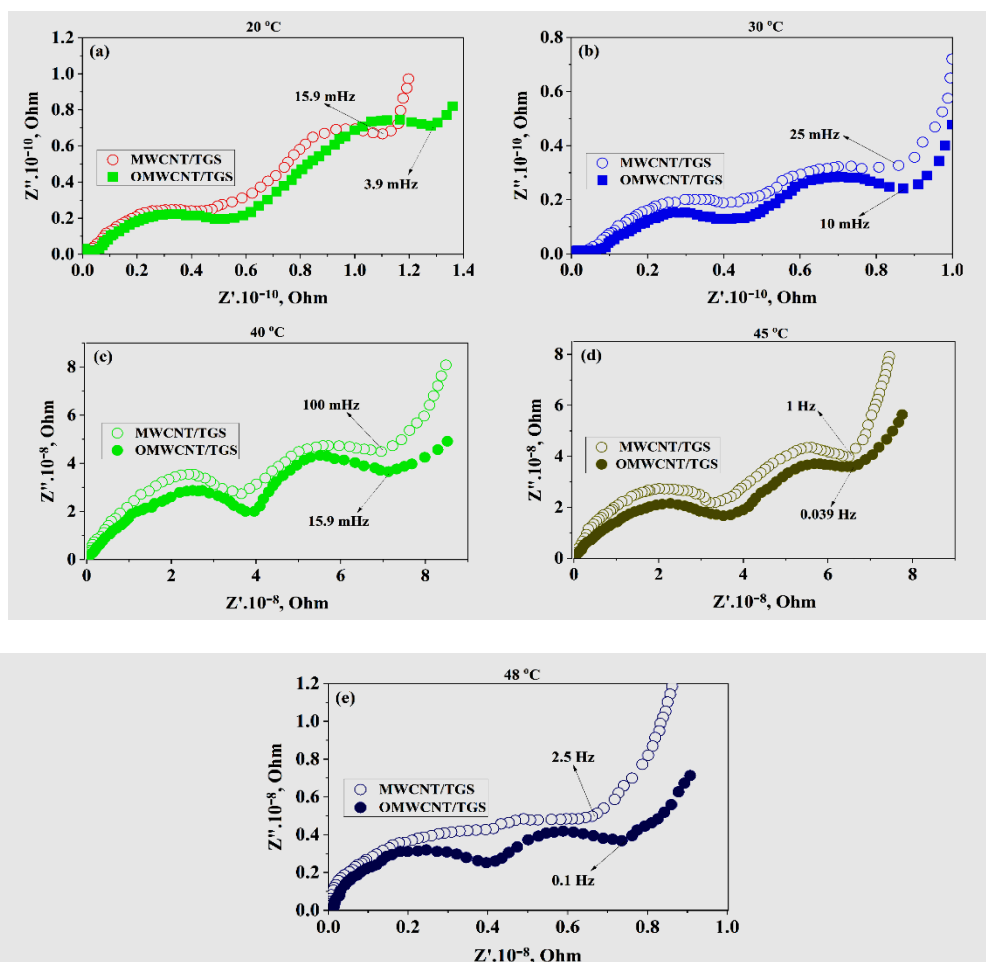 20 ºC
(a)
1.2
1.0
0.8
0.6
0.4
0.2
0.0
Z''.10⁻¹⁰, Ohm
15.9 mHz
MWCNT/TGS
OMWCNT/TGS
3.9 mHz
0.0 0.2 0.4 0.6 0.8 1.0 1.2 1.4
Z'.10⁻¹⁰, Ohm
30 ºC
(b)
0.8
0.6
0.4
0.2
0.0
Z''.10⁻¹⁰, Ohm
25 mHz
MWCNT/TGS
OMWCNT/TGS
10 mHz
0.0 0.2 0.4 0.6 0.8 1.0
Z'.10⁻¹⁰, Ohm
40 ºC
(c)
8
6
4
2
0
Z''.10⁻⁸, Ohm
100 mHz
MWCNT/TGS
OMWCNT/TGS
15.9 mHz
0 2 4 6 8
Z'.10⁻⁸, Ohm
45 ºC
(d)
8
6
4
2
0
Z''.10⁻⁸, Ohm
1 Hz
MWCNT/TGS
OMWCNT/TGS
0.039 Hz
0 2 4 6 8
Z'.10⁻⁸, Ohm
48 ºC
(e)
1.2
1.0
0.8
0.6
0.4
0.2
0.0
Z''.10⁻⁸, Ohm
2.5 Hz
MWCNT/TGS
OMWCNT/TGS
0.1 Hz
0.0 0.2 0.4 0.6 0.8 1.0
Z'.10⁻⁸, Ohm